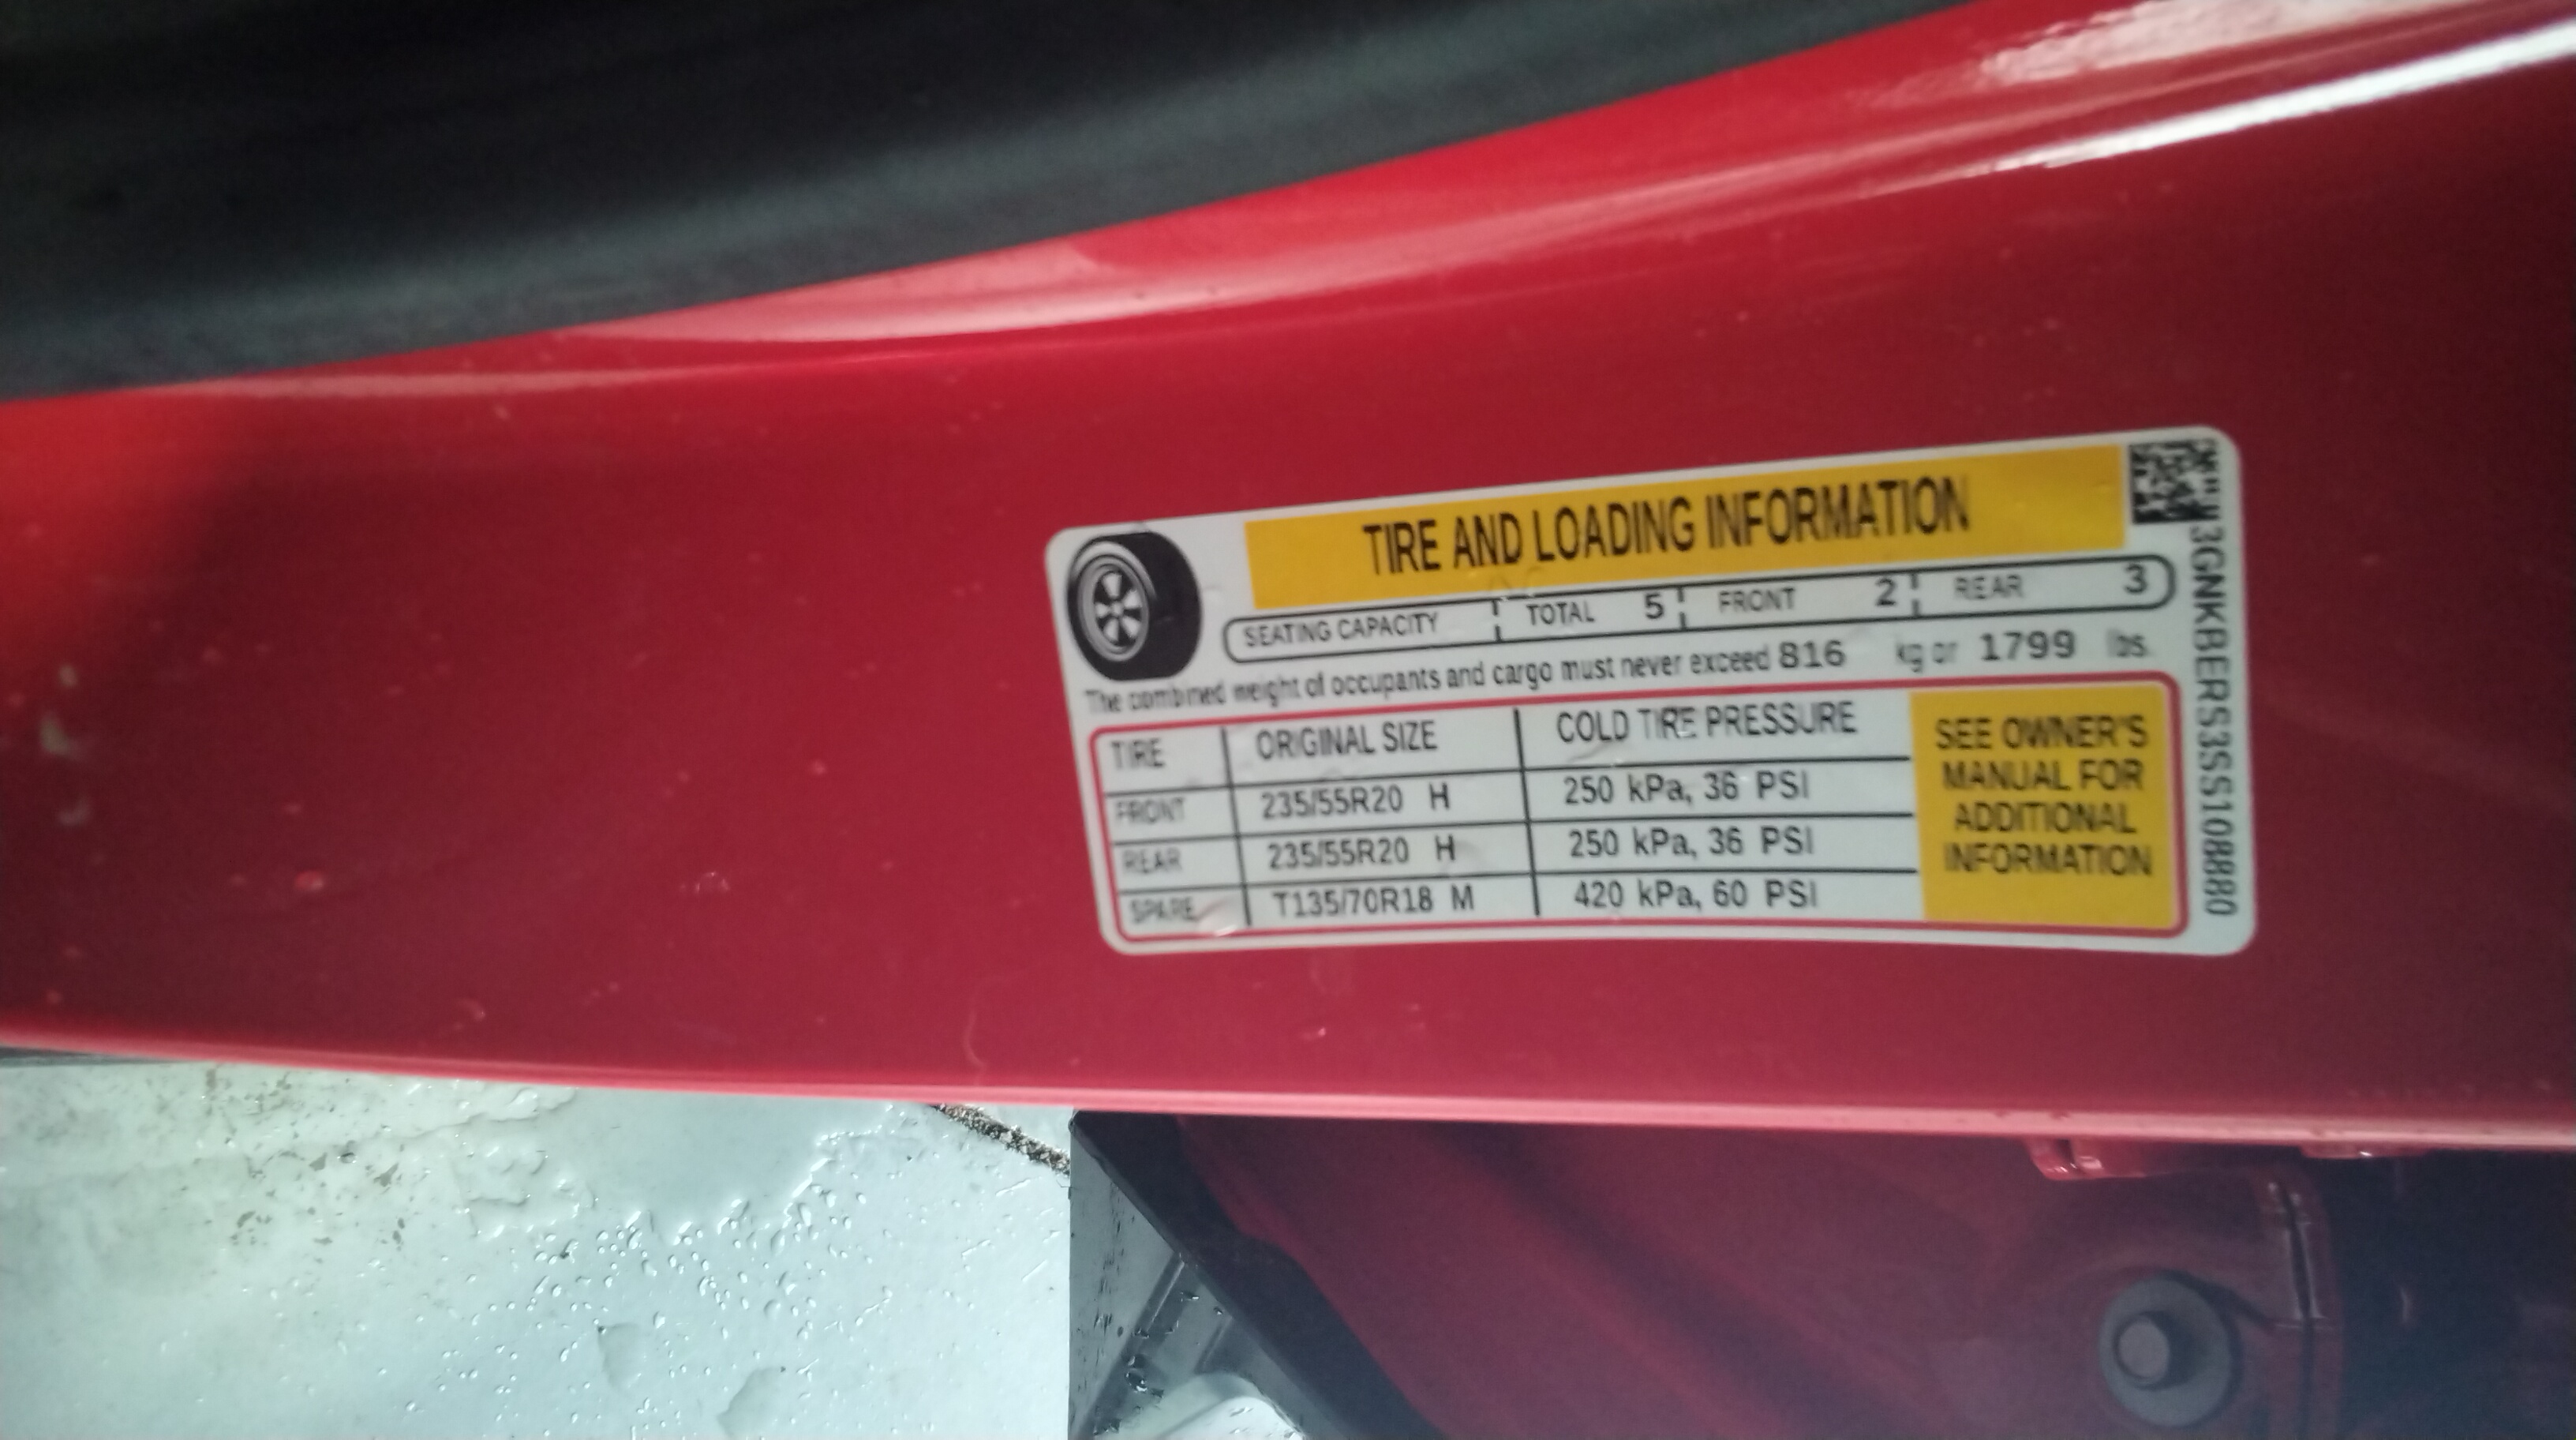 TIRE AND LOADING INFORMATION
SEATING CAPACITY TOTAL 5 FRONT 2 REAR 3
The combined weight of occupants and cargo must never exceed 816 kg or 1799 lbs.
TIRE ORIGINAL SIZE COLD TIRE PRESSURE
FRONT 235/55R20 H 250 kPa, 36 PSI
REAR 235/55R20 H 250 kPa, 36 PSI
SPARE T135/70R18 M 420 kPa, 60 PSI
SEE OWNER'S
MANUAL FOR
ADDITIONAL
INFORMATION
3GNKBERS3SS108880